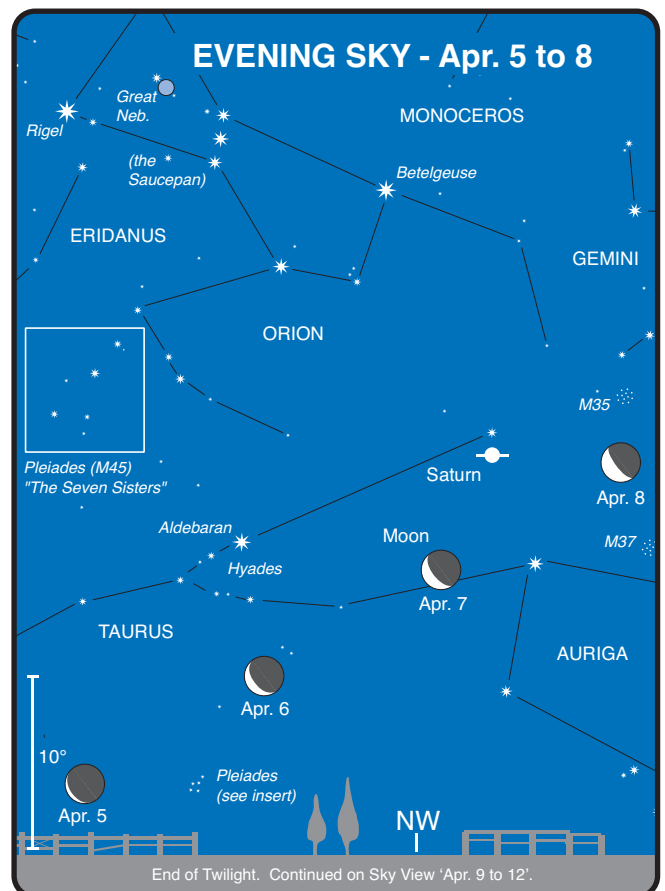 EVENING SKY - Apr. 5 to 8
Great
Neb.
Rigel
MONOCEROS
(the
Saucepan)
Betelgeuse
ERIDANUS
GEMINI
ORION
M35
Pleiades (M45)
"The Seven Sisters"
Saturn
Apr. 8
Aldebaran
Moon
M37
Hyades
Apr. 7
TAURUS
AURIGA
Apr. 6
10°
Pleiades
(see insert)
Apr. 5
NW
End of Twilight. Continued on Sky View ‘Apr. 9 to 12’.